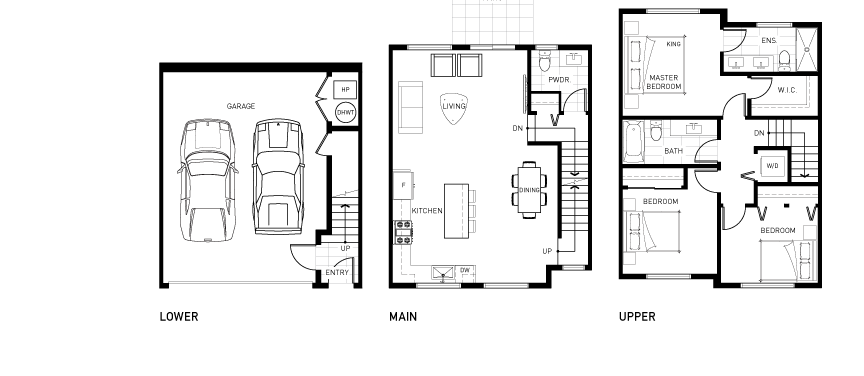 GARAGE
HP
DHWT
UP
ENTRY
LOWER
LIVING
PWDR.
DN
F
DINING
KITCHEN
UP
DW
MAIN
KING
ENS.
MASTER
BEDROOM
W.I.C.
DN
BATH
W/D
BEDROOM
BEDROOM
UPPER